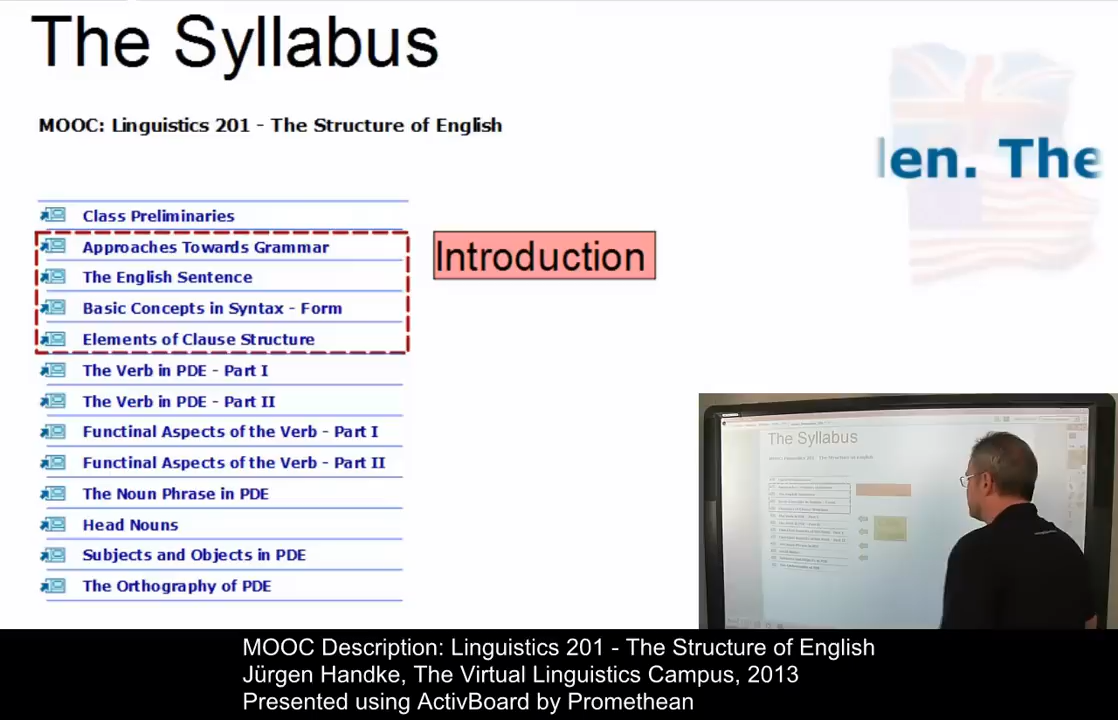 The Syllabus
MOOC: Linguistics 201 - The Structure of English
len. The
Class Preliminaries
Approaches Towards Grammar
Introduction
The English Sentence
Basic Concepts in Syntax - Form
Elements of Clause Structure
The Verb in PDE - Part I
The Verb in PDE - Part II
Functinal Aspects of the Verb - Part I
Functinal Aspects of the Verb - Part II
The Noun Phrase in PDE
Head Nouns
Subjects and Objects in PDE
The Orthography of PDE
The Syllabus
MOOC Description: Linguistics 201 - The Structure of English
Jürgen Handke, The Virtual Linguistics Campus, 2013
Presented using ActivBoard by Promethean